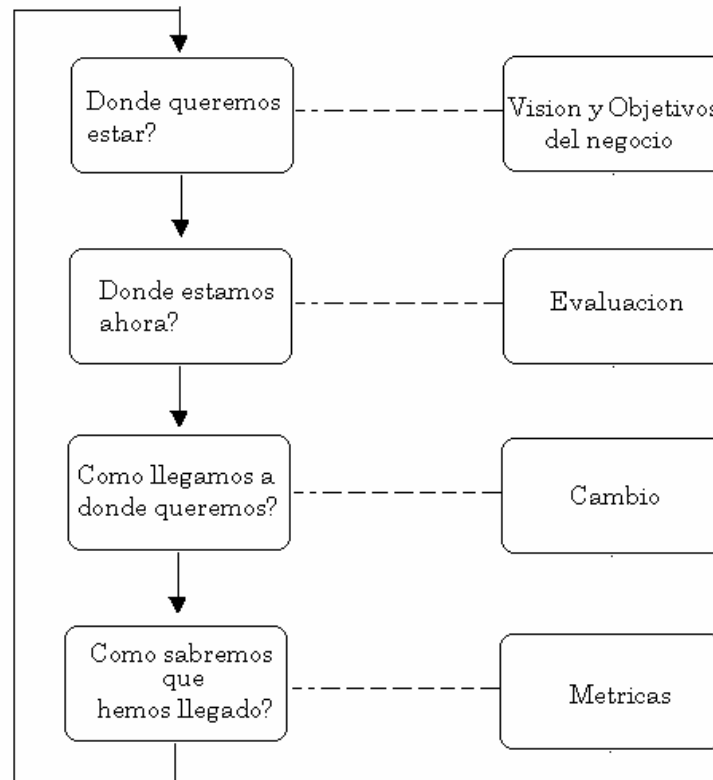 Donde queremos
estar?
Vision y Objetivos
del negocio
Donde estamos
ahora?
Evaluacion
Como llegamos a
donde queremos?
Cambio
Como sabremos
que
hemos llegado?
Metricas